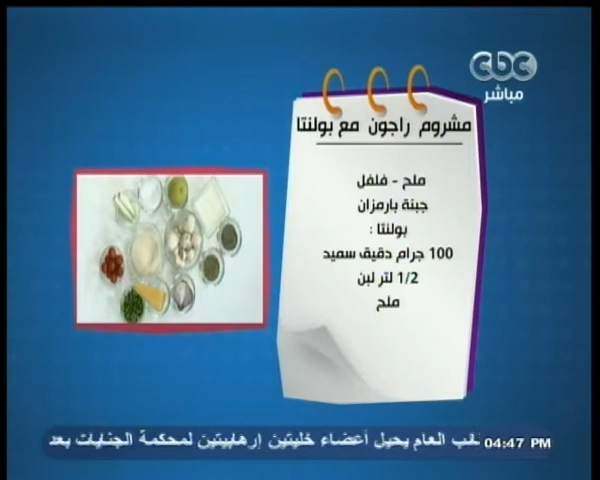 cbc
مباشر
مشروم راجون مع بولنتا
ملح - فلفل
جبنة بارمزان
بولنتا :
100 جرام دقيق سميد
1/2 لتر لبن
ملح
العام يحيل أعضاء خليتين إرهابيتين لمحكمة الجنايات بعد
04:47 PM